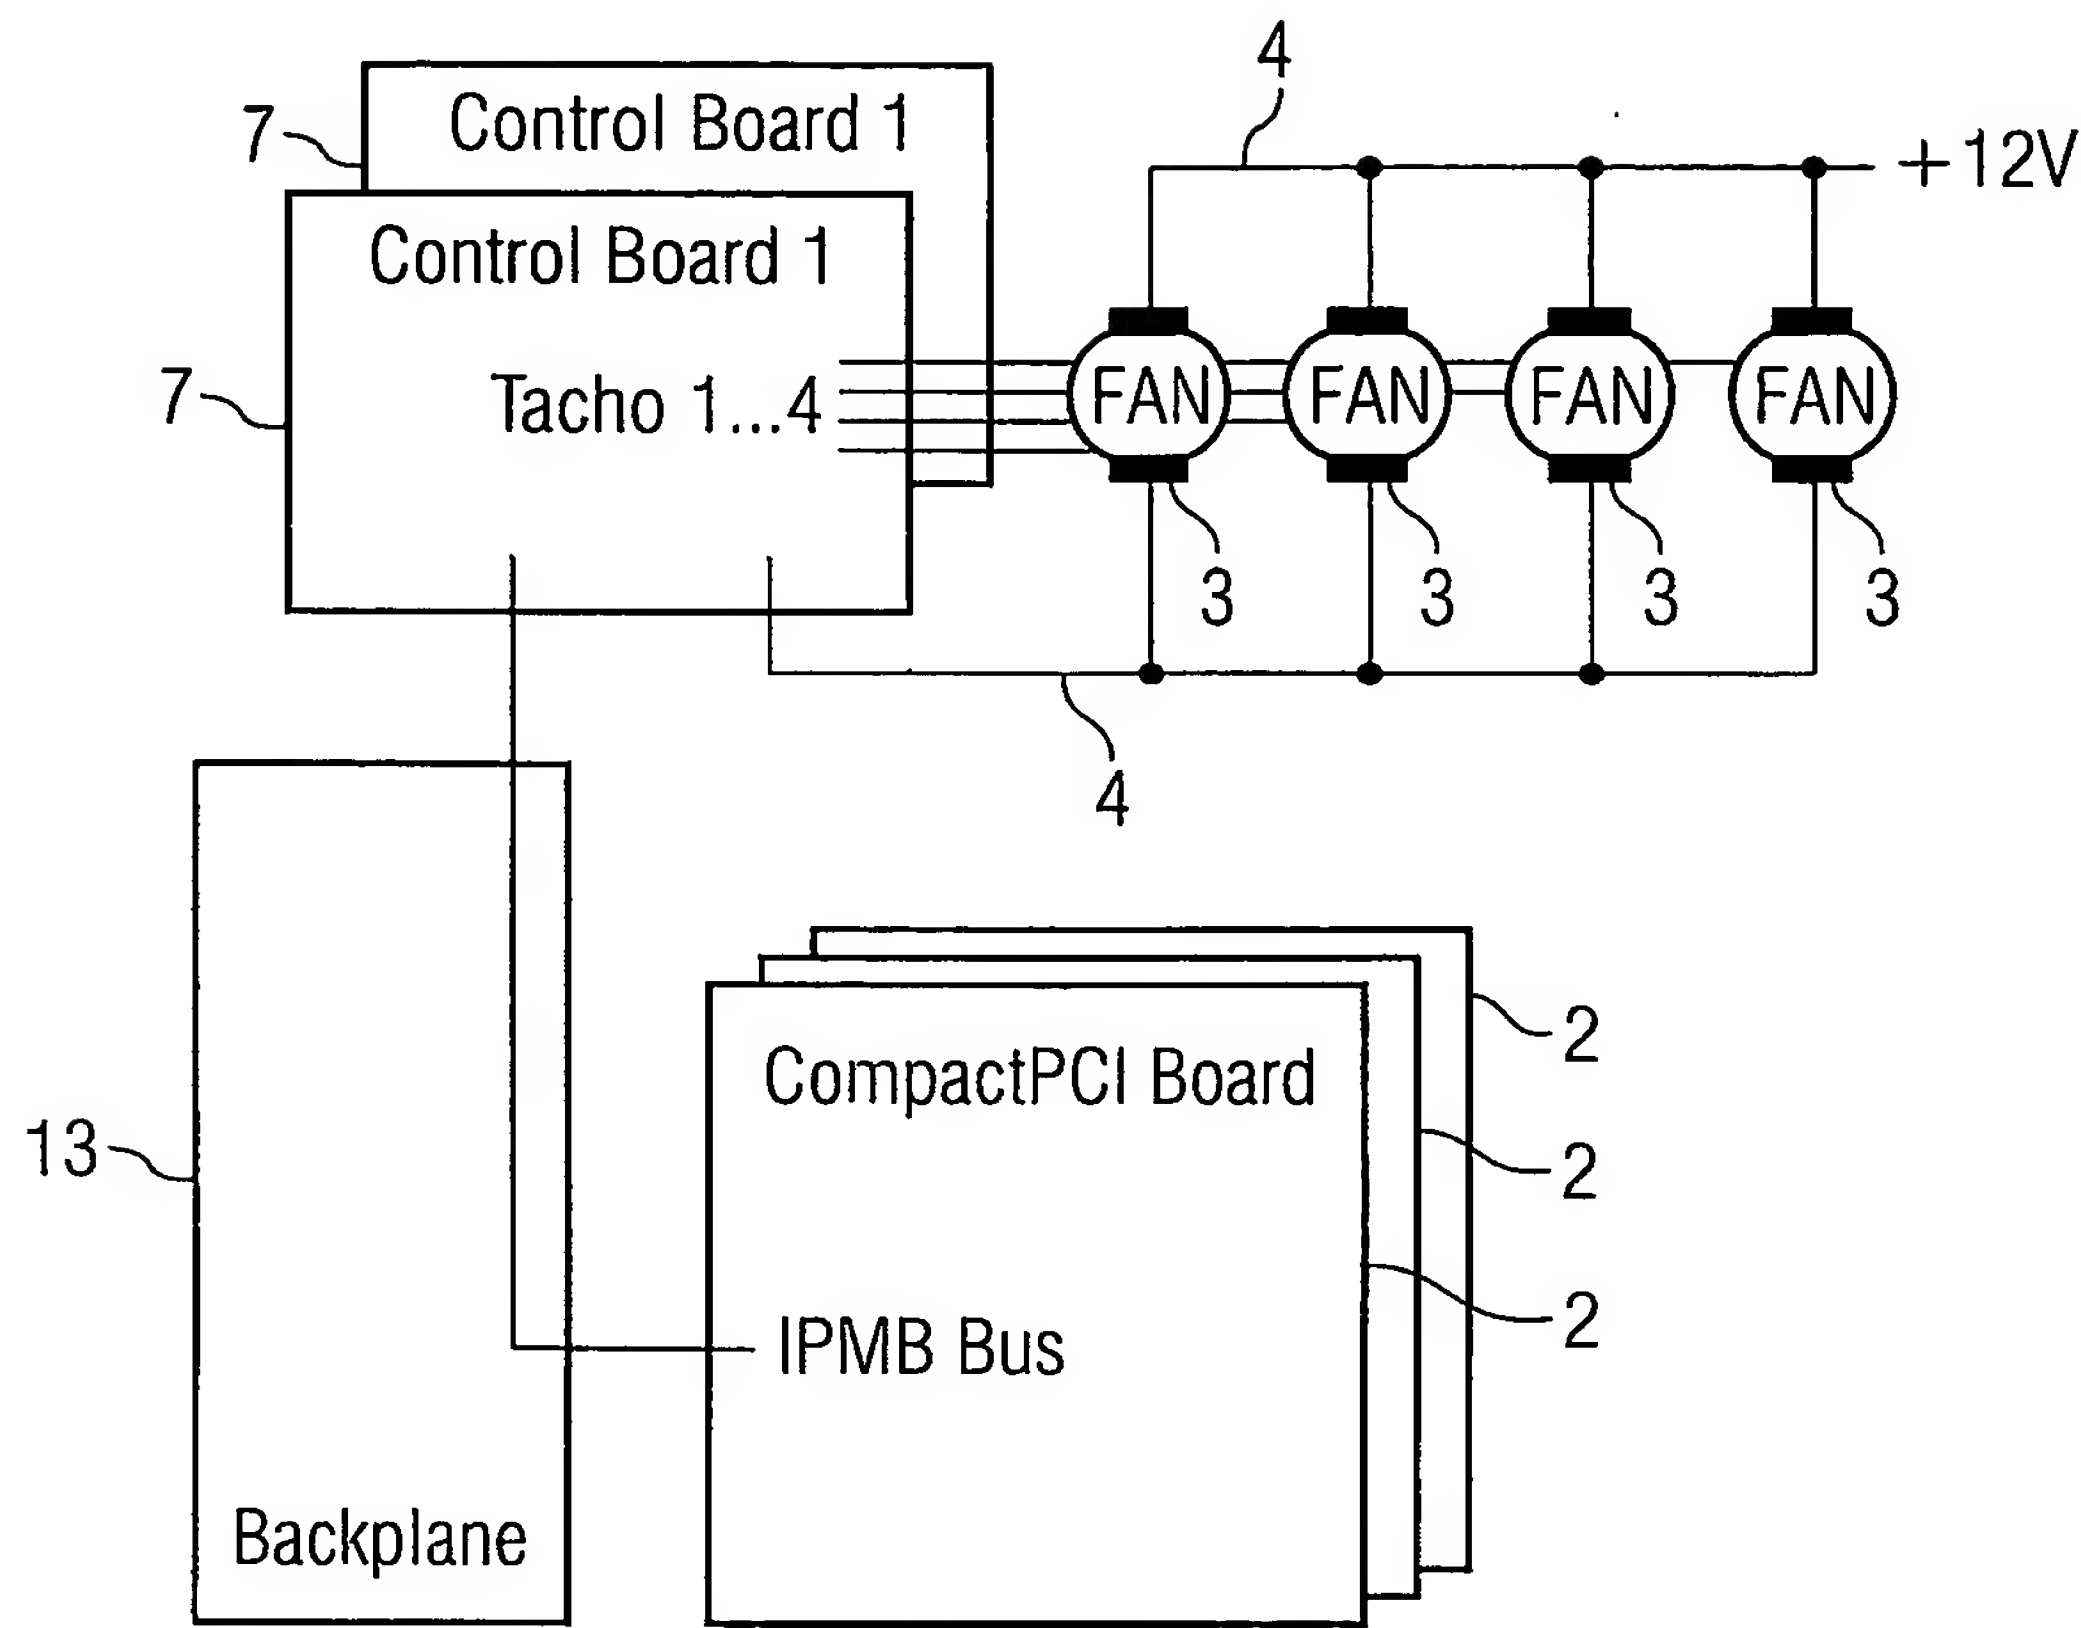 4
7
Control Board 1
+12V
Control Board 1
7
Tacho 1...4
FAN FAN FAN FAN
3 3 3 3
4
2
CompactPCI Board
13
2
2
IPMB Bus
Backplane